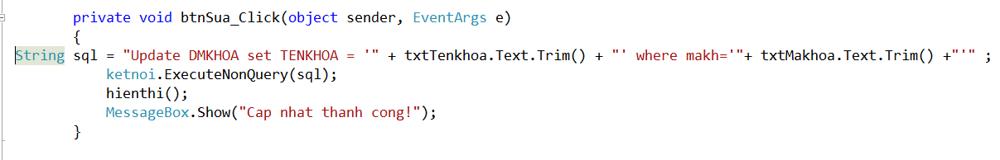 private void btnSua_Click(object sender, EventArgs e)
{
String sql = "Update DMKHOA set TENKHOA = '" + txtTenkhoa.Text.Trim() + "' where makh='"+ txtMakhoa.Text.Trim() +"'" ;
ketnoi.ExecuteNonQuery(sql);
hienthi();
MessageBox.Show("Cap nhat thanh cong!");
}